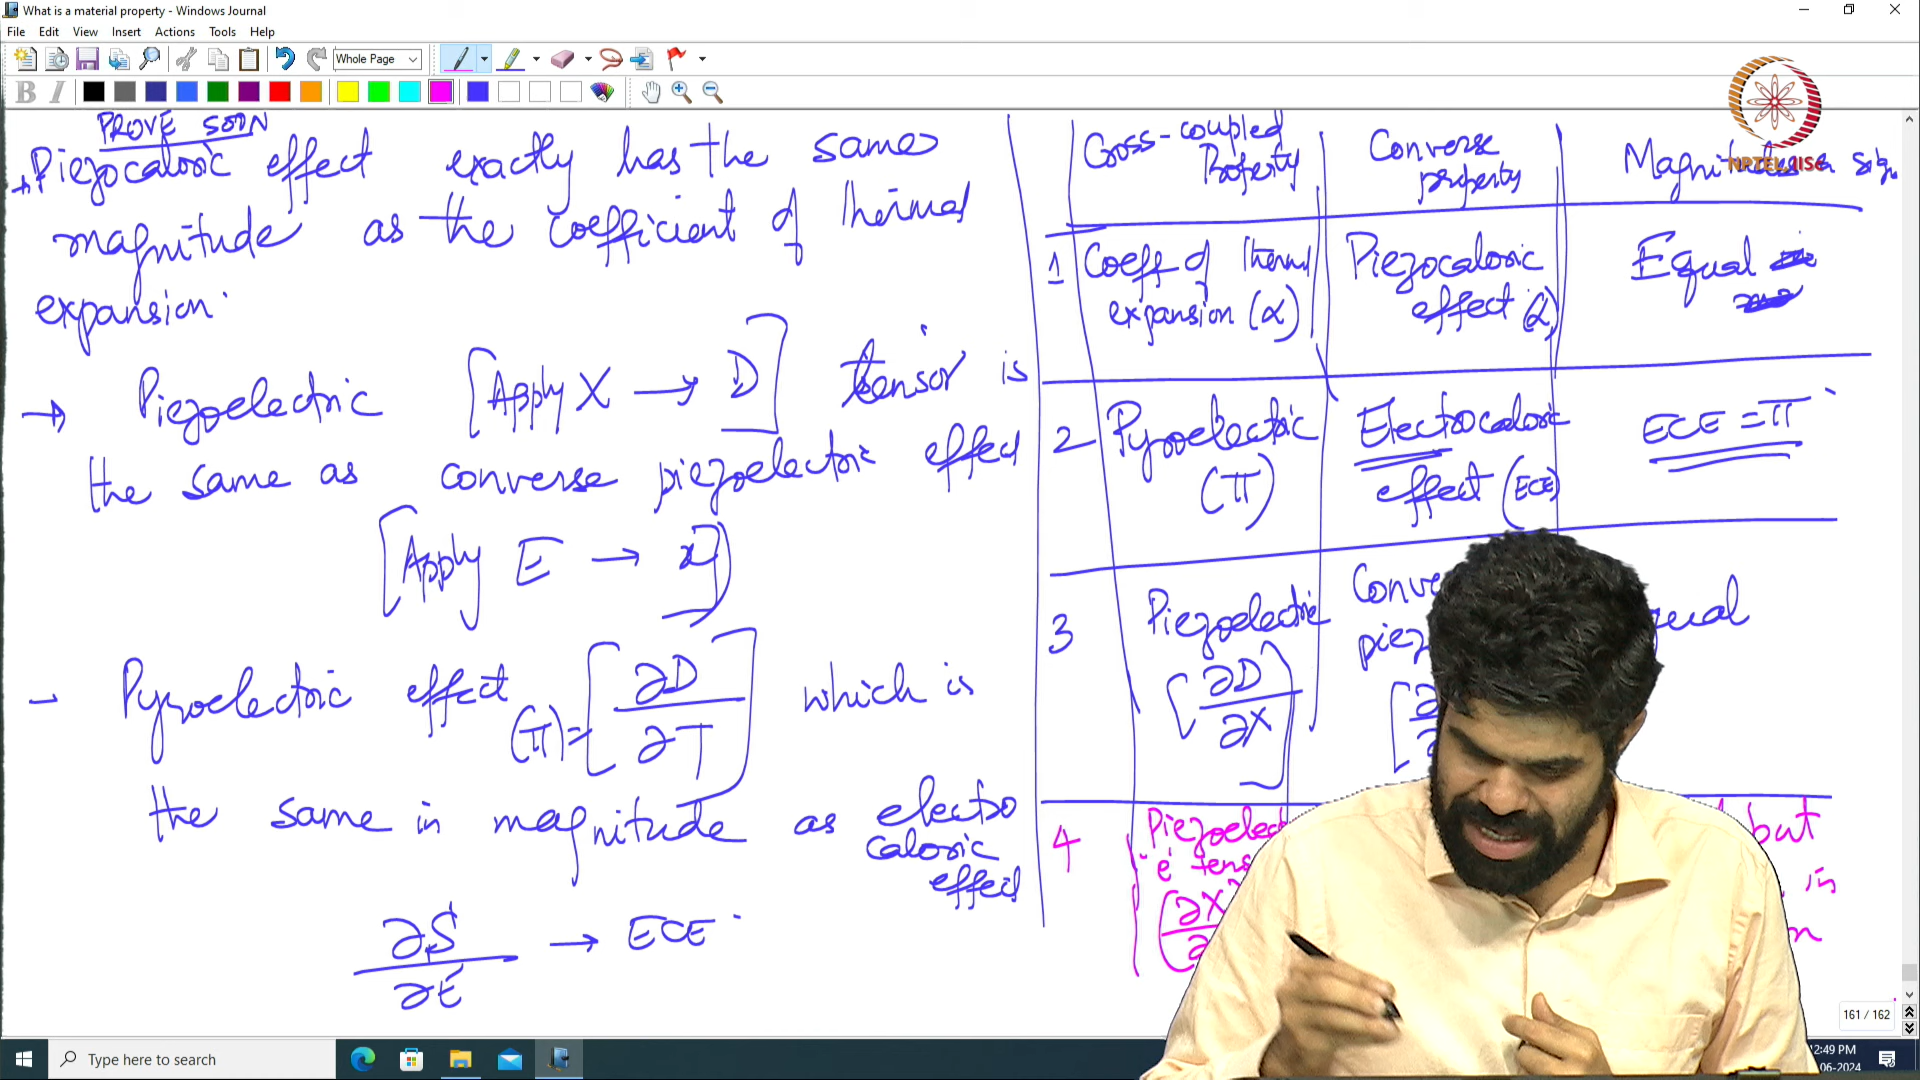 What is a material property - Windows Journal
File Edit View Insert Actions Tools Help
Whole Page
B I
NPTEL IISC
PROVE SOON
→ Piezocaloric effect exactly has the same
magnitude as the coefficient of thermal
expansion.
→ Piezoelectric [Apply X → D] tensor is
the same as converse piezoelectric effect
[Apply E → x]
- Pyroelectric effect (π) = [∂D/∂T] which is
the same in magnitude as electro
caloric
effect
∂S/∂E → ECE
Cross-coupled Property
Converse property
1 Coeff of thermal expansion (α)
Piezocaloric effect (α)
Equal
2 Pyroelectric (π)
Electrocaloric effect (ECE)
ECE = π
3 Piezoelectric [∂D/∂X]
4
but
in
161 / 162
Type here to search
12:49 PM